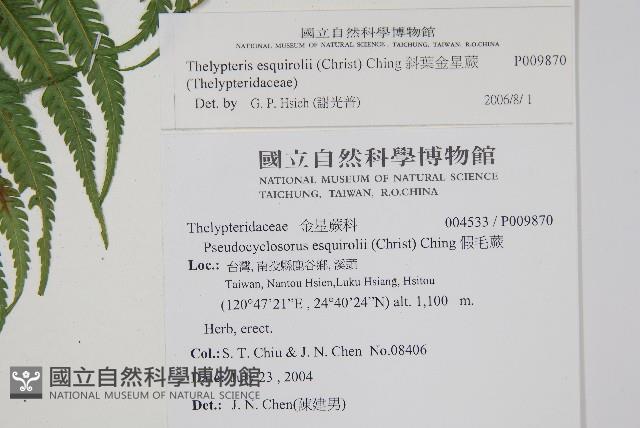 國立自然科學博物館
NATIONAL MUSEUM OF NATURAL SCIENCE, TAICHUNG, TAIWAN, R.O.CHINA
Thelypteris esquirolii (Christ) Ching 斜葉金星蕨 P009870
(Thelypteridaceae)
Det. by G. P. Hsieh (謝光普) 2006/8/ 1
國立自然科學博物館
NATIONAL MUSEUM OF NATURAL SCIENCE
TAICHUNG, TAIWAN, R.O.CHINA
Thelypteridaceae 金星蕨科 004533 / P009870
Pseudocyclosorus esquirolii (Christ) Ching 假毛蕨
Loc.: 台灣, 南投縣鹿谷鄉, 溪頭
Taiwan, Nantou Hsien,Luku Hsiang, Hsitou
(120°47'21"E , 24°40'24"N) alt. 1,100 m.
Herb, erect.
Col.: S. T. Chiu & J. N. Chen No.08406
23 , 2004
Det.: J. N. Chen(陳建男)
國立自然科學博物館
NATIONAL MUSEUM OF NATURAL SCIENCE